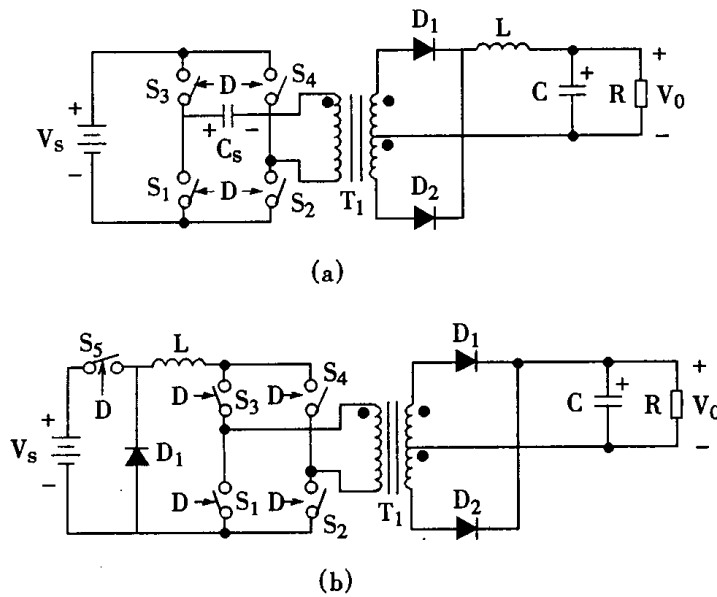 D₁
L
S₃
D
S₄
+
Vₛ
−
+
−
Cₛ
C
+
R
+
V₀
−
S₁
D
S₂
T₁
D₂
(a)
S₅
D
L
D₁
+
Vₛ
−
D₁
D
S₃
D
S₄
C
+
R
+
V₀
−
D
S₁
D
S₂
T₁
D₂
(b)